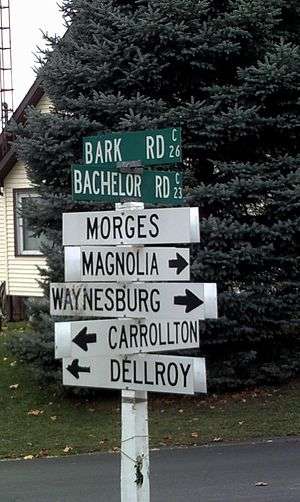 BARK RD C 26
BACHELOR RD C 23
MORGES
MAGNOLIA
WAYNESBURG
CARROLLTON
DELLROY